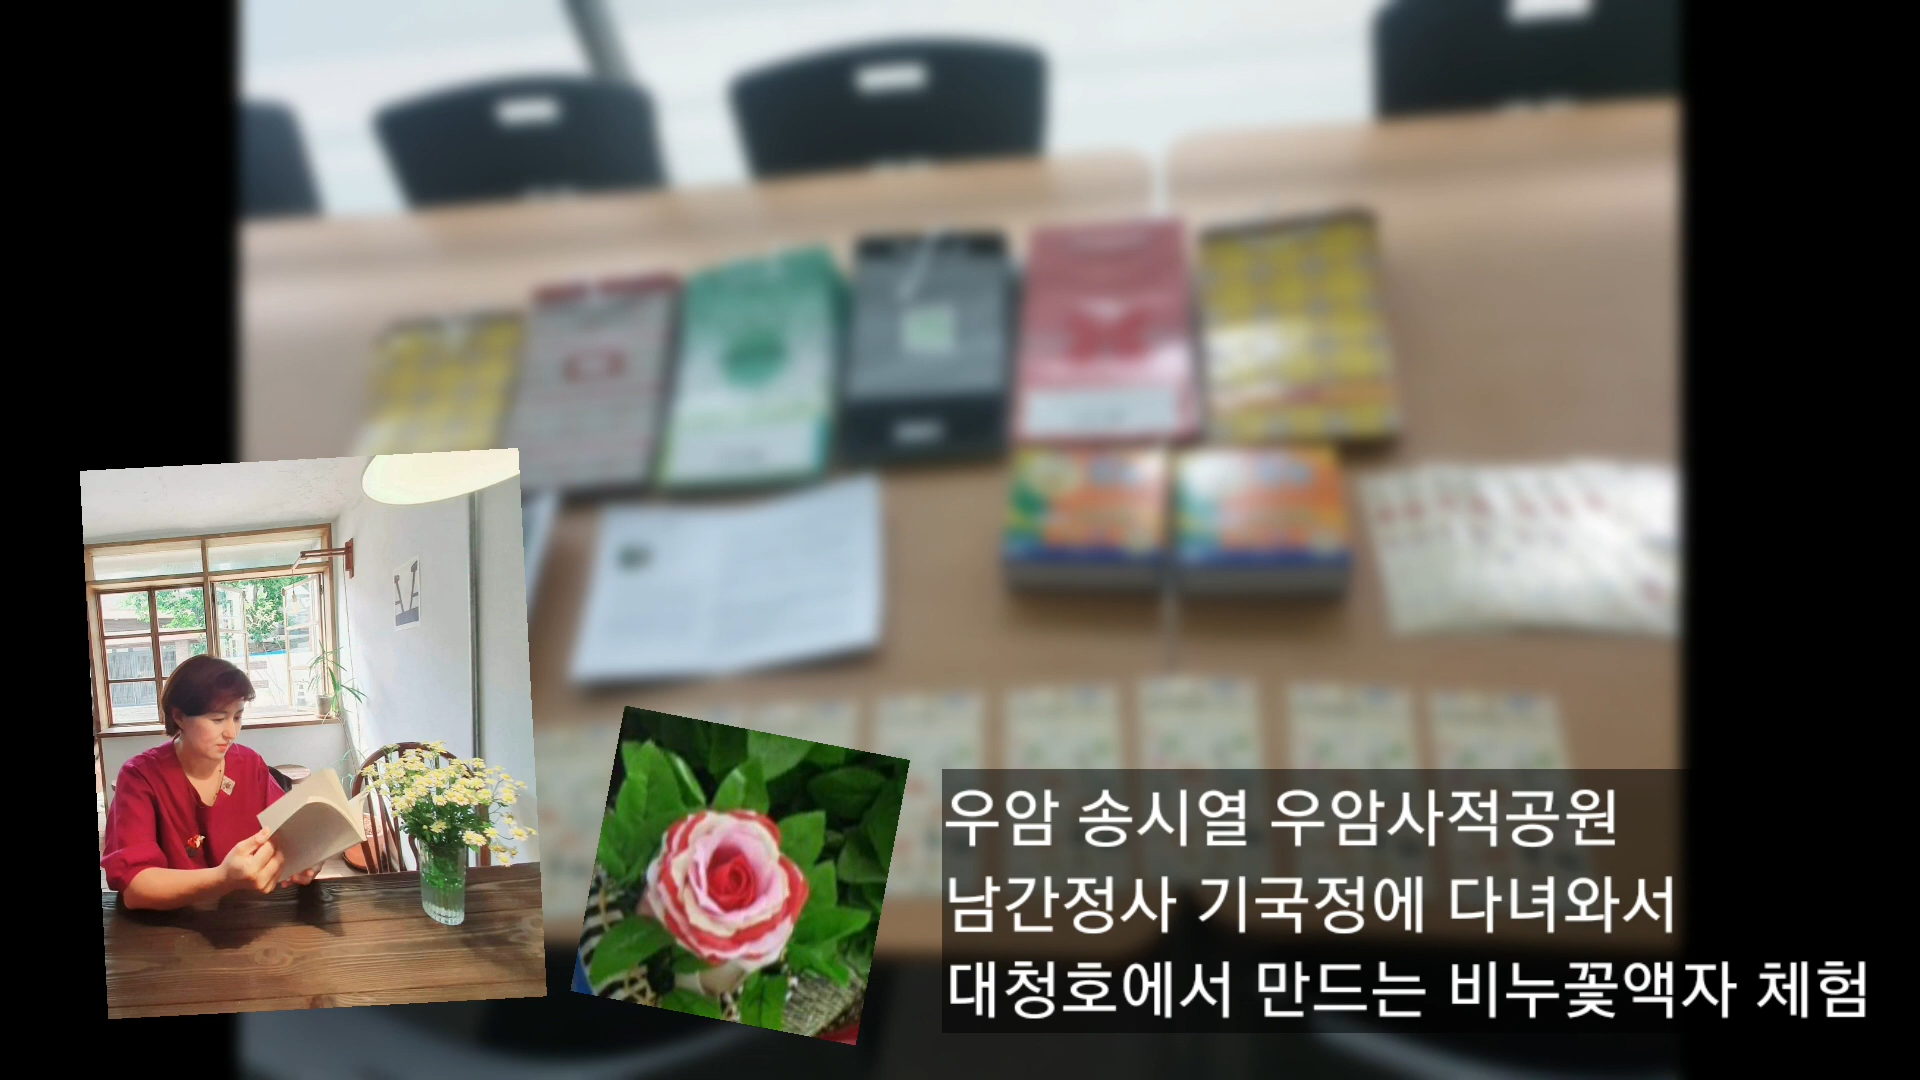 우암 송시열 우암사적공원
남간정사 기국정에 다녀와서
대청호에서 만드는 비누꽃액자 체험